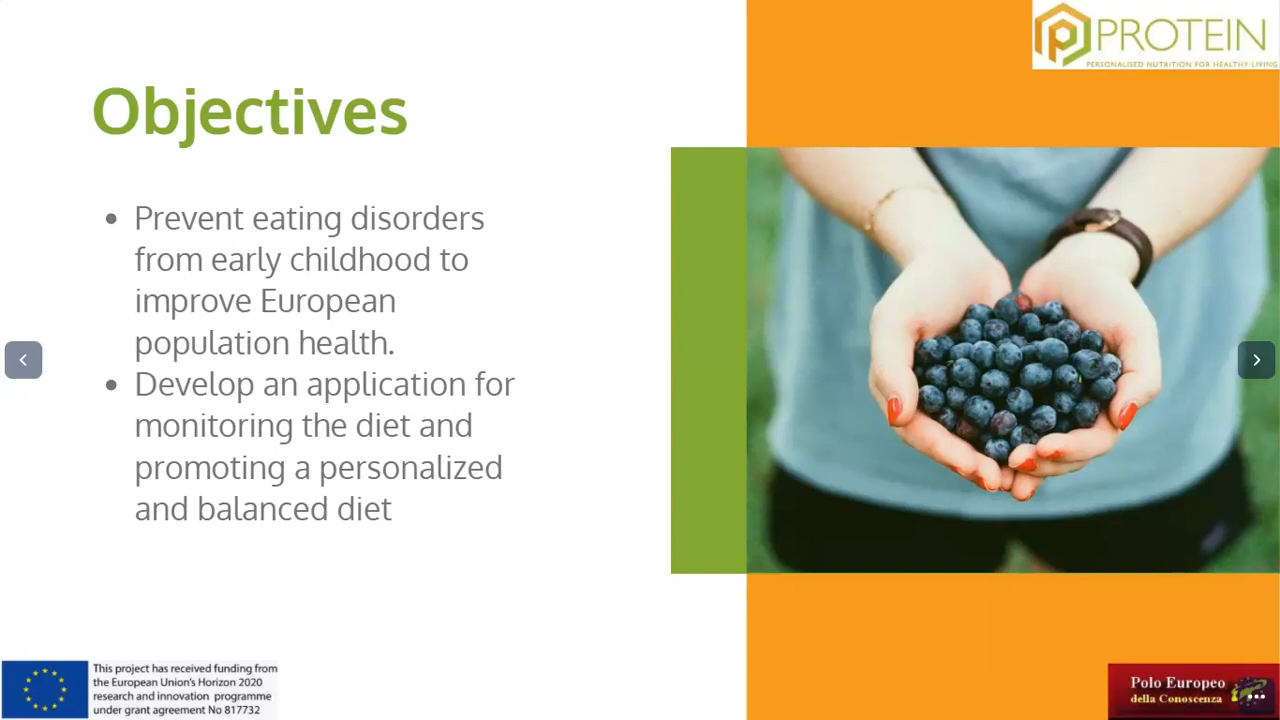 PROTEIN
PERSONALISED NUTRITION FOR HEALTHY LIVING
Objectives
• Prevent eating disorders
from early childhood to
improve European
population health.
• Develop an application for
monitoring the diet and
promoting a personalized
and balanced diet
This project has received funding from
the European Union's Horizon 2020
research and innovation programme
under grant agreement No 817732
Polo Europeo
della Conoscenza